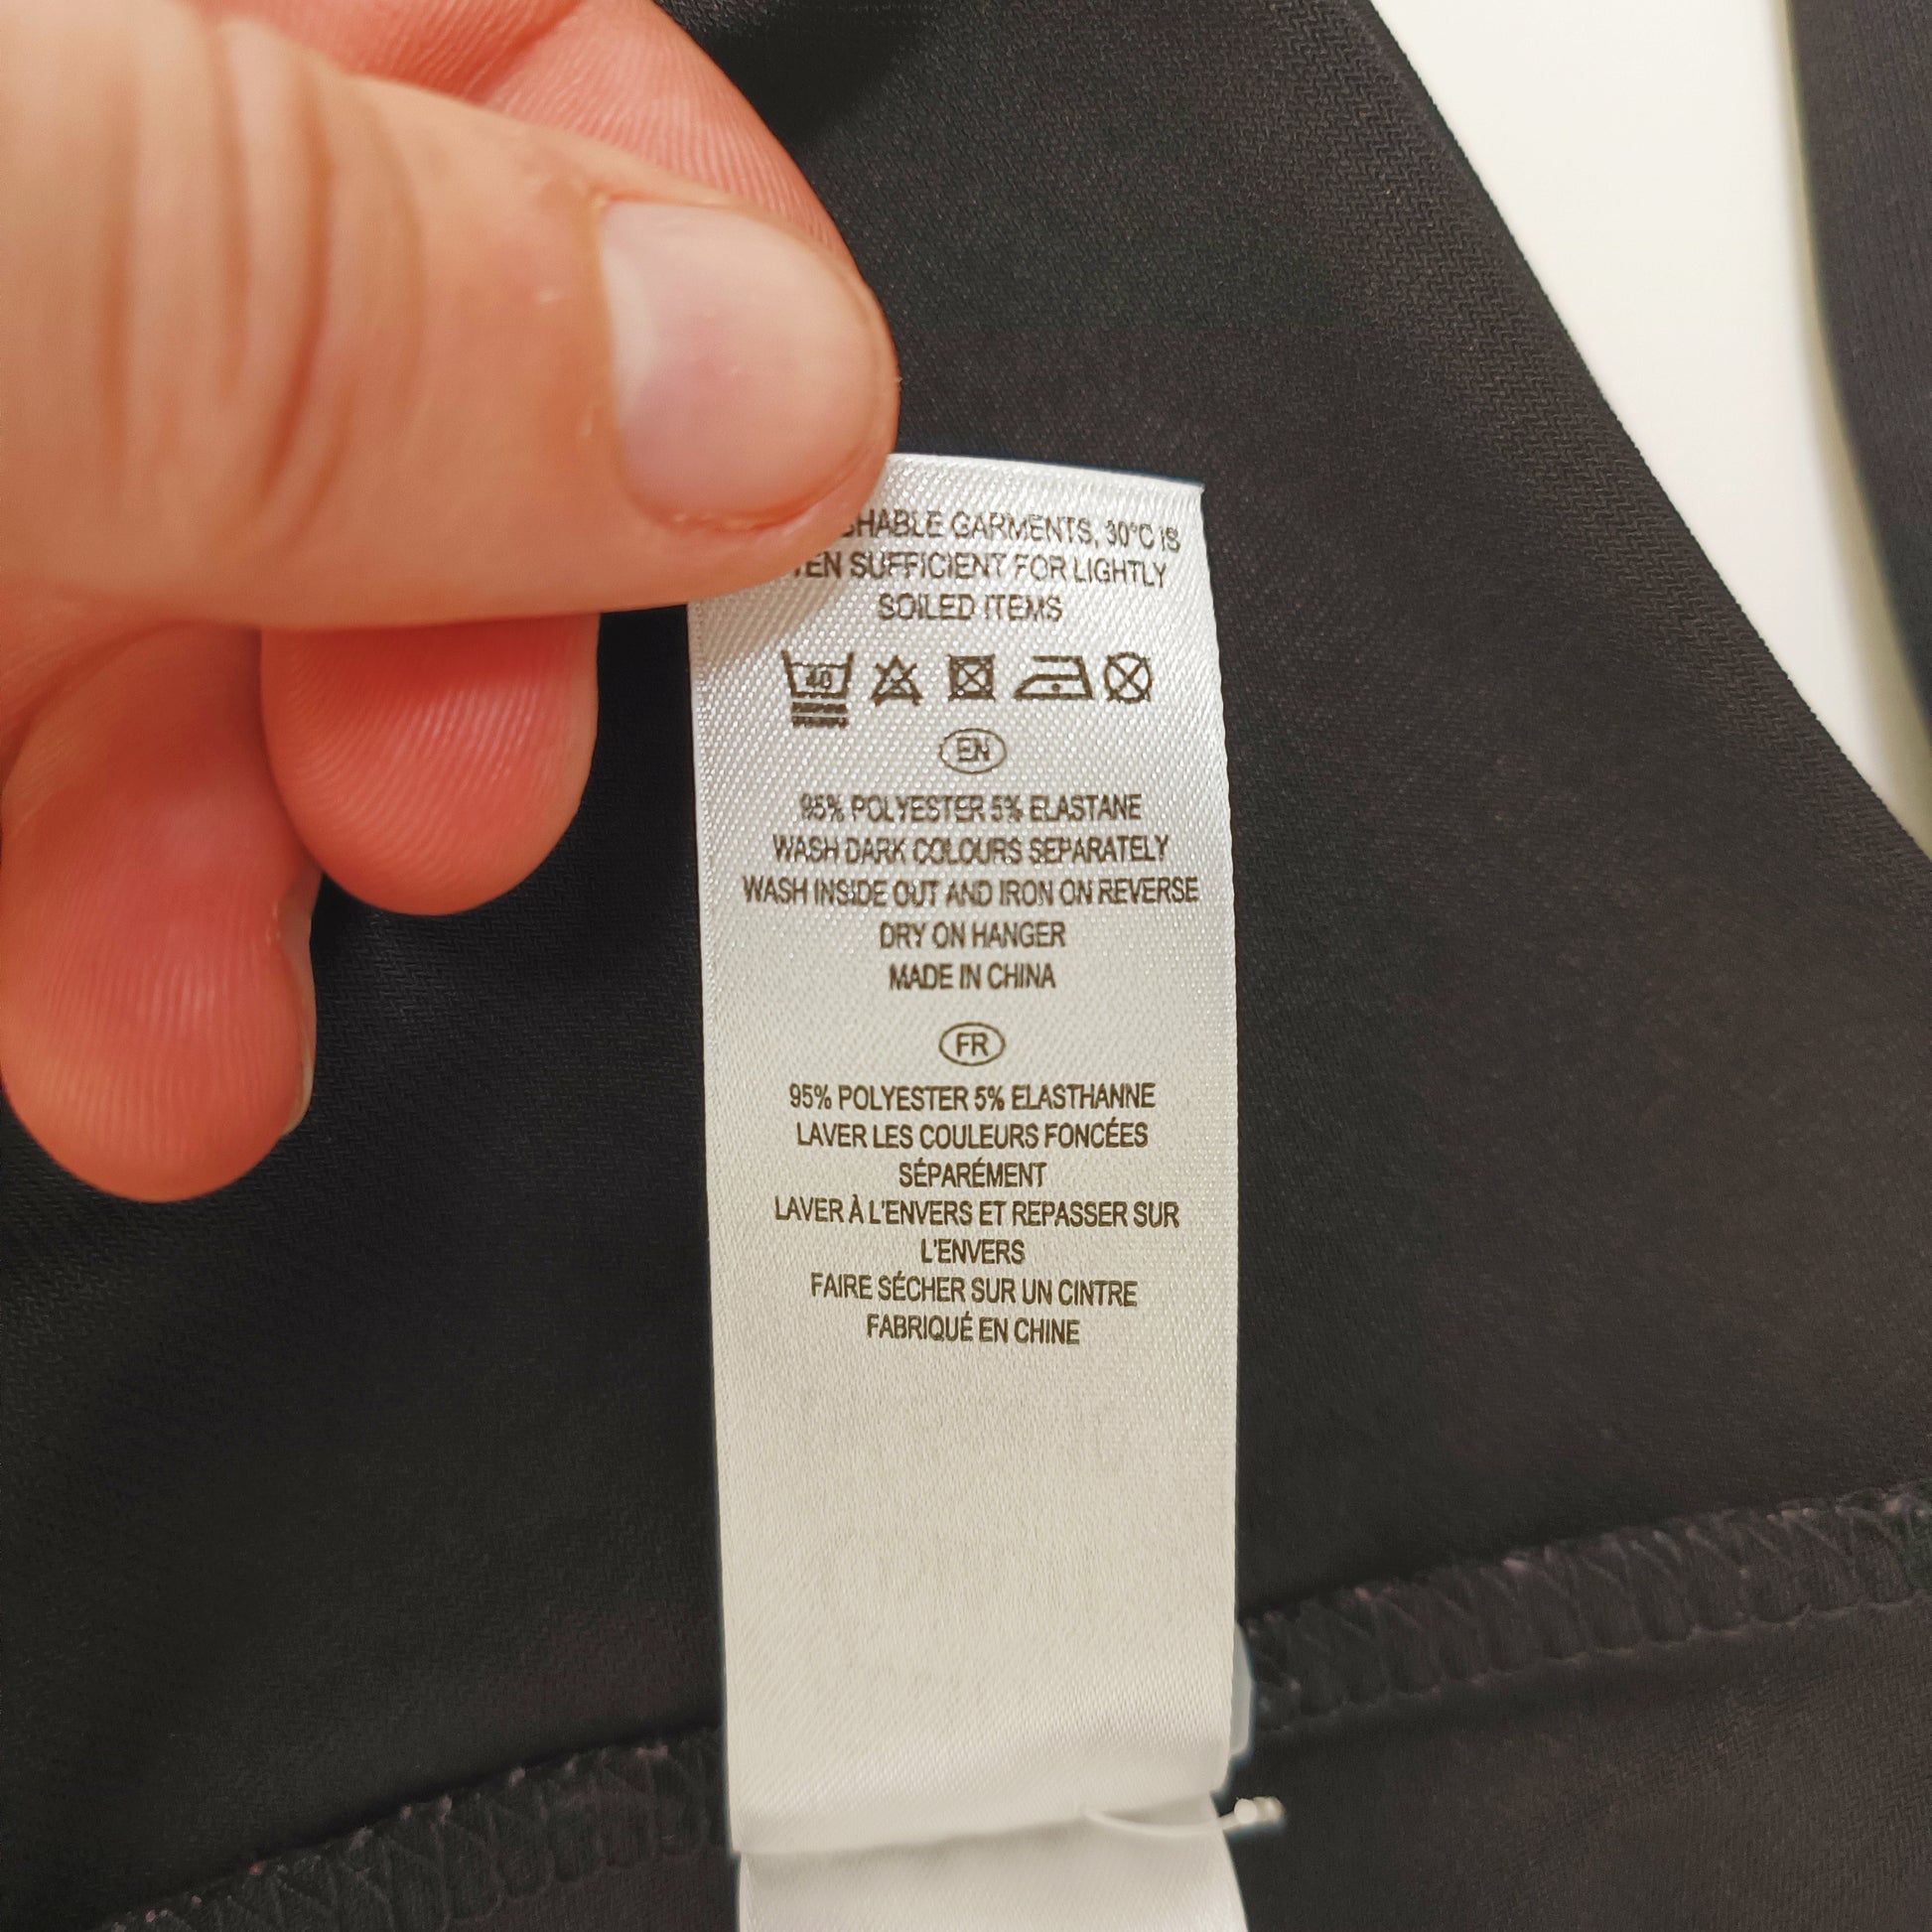 GARMENTS, 30°C IS
SUFFICIENT FOR LIGHTLY
SOILED ITEMS
40
EN
95% POLYESTER 5% ELASTANE
WASH DARK COLOURS SEPARATELY
WASH INSIDE OUT AND IRON ON REVERSE
DRY ON HANGER
MADE IN CHINA
FR
95% POLYESTER 5% ELASTHANNE
LAVER LES COULEURS FONCÉES
SÉPARÉMENT
LAVER À L'ENVERS ET REPASSER SUR
L'ENVERS
FAIRE SÉCHER SUR UN CINTRE
FABRIQUÉ EN CHINE